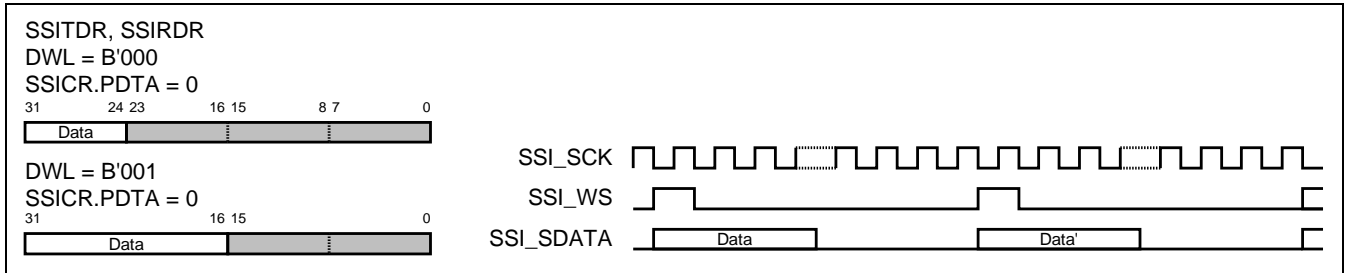 SSITDR, SSIRDR
DWL = B'000
SSICR.PDTA = 0
31 24 23 16 15 8 7 0
Data
DWL = B'001
SSICR.PDTA = 0
31 16 15 0
Data
SSI_SCK
SSI_WS
SSI_SDATA Data Data'